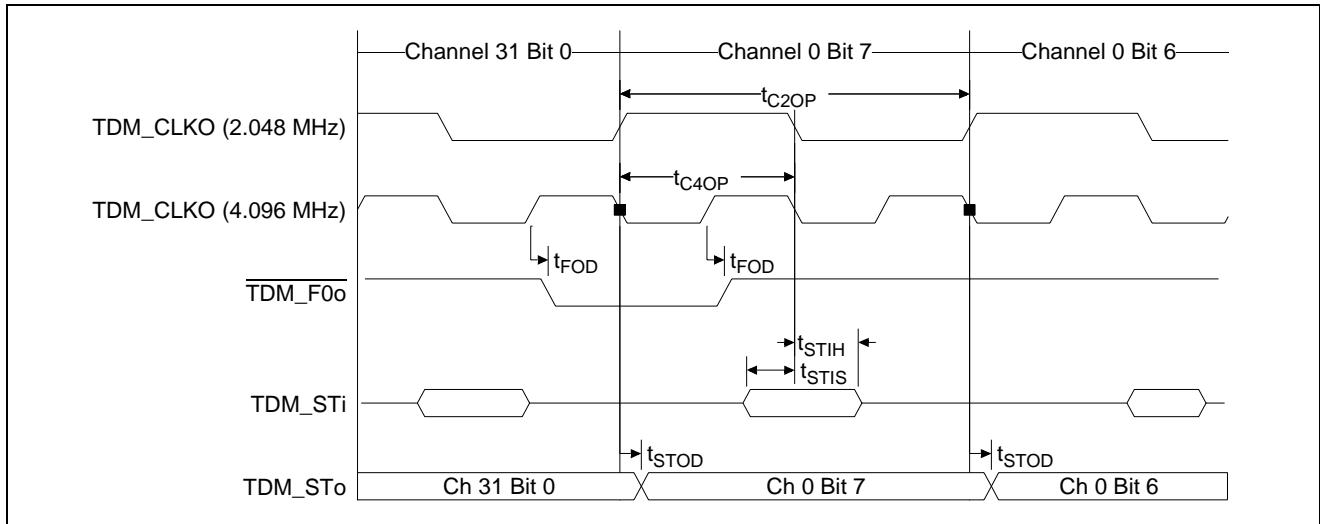 Channel 31 Bit 0 Channel 0 Bit 7 Channel 0 Bit 6
tC2OP
TDM_CLKO (2.048 MHz)
tC4OP
TDM_CLKO (4.096 MHz)
tFOD tFOD
TDM_F0o
tSTIH
tSTIS
TDM_STi
tSTOD tSTOD
TDM_STo Ch 31 Bit 0 Ch 0 Bit 7 Ch 0 Bit 6